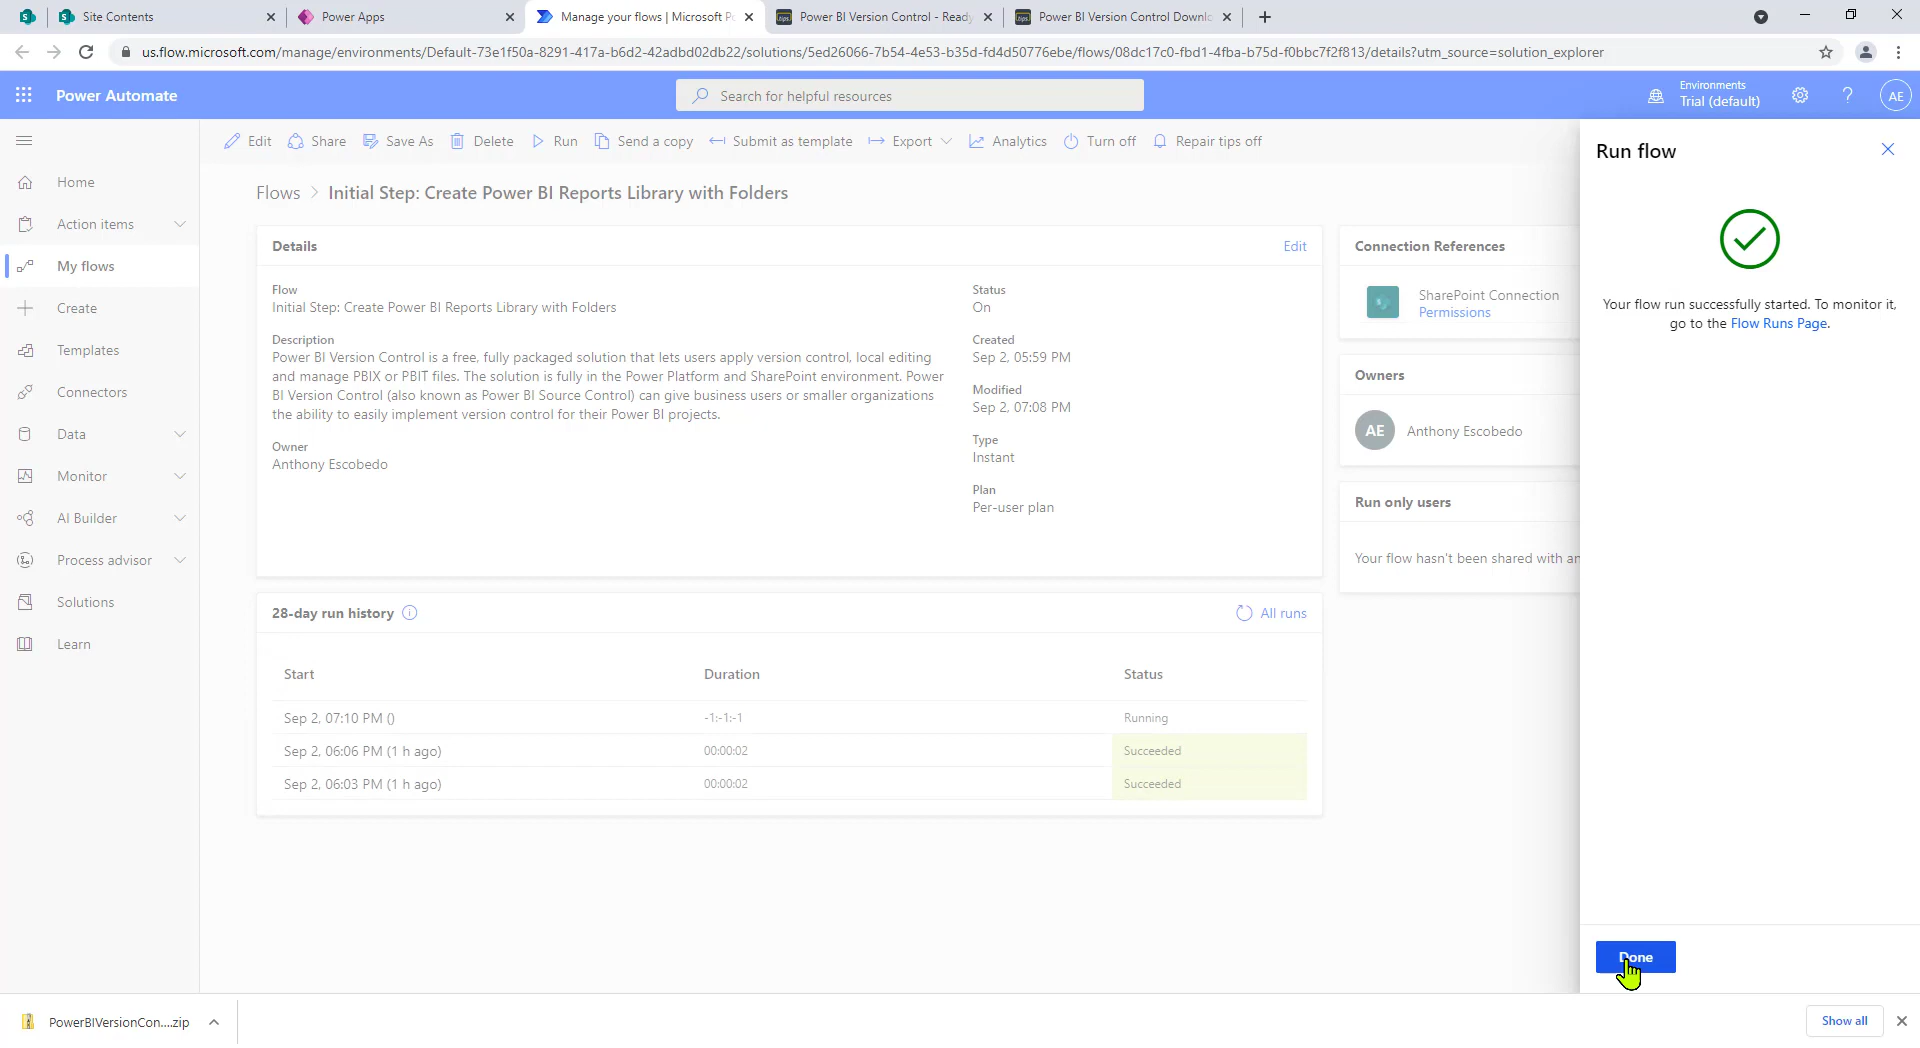 Site Contents
Power Apps
Manage your flows | Microsoft P
Power BI Version Control - Ready
Power BI Version Control Downlo
us.flow.microsoft.com/manage/environments/Default-73e1f50a-8291-417a-b6d2-42adbd02db22/solutions/5ed26066-7b54-4e53-b35d-fd4d50776ebe/flows/08dc17c0-fbd1-4fba-b75d-f0bbc7f2f813/details?utm_source=solution_explorer
Power Automate
Search for helpful resources
Environments
Trial (default)
AE
Edit
Share
Save As
Delete
Run
Send a copy
Submit as template
Export
Analytics
Turn off
Repair tips off
Home
Action items
My flows
Create
Templates
Connectors
Data
Monitor
AI Builder
Process advisor
Solutions
Learn
Flows > Initial Step: Create Power BI Reports Library with Folders
Details
Edit
Flow
Initial Step: Create Power BI Reports Library with Folders
Description
Power BI Version Control is a free, fully packaged solution that lets users apply version control, local editing
and manage PBIX or PBIT files. The solution is fully in the Power Platform and SharePoint environment. Power
BI Version Control (also known as Power BI Source Control) can give business users or smaller organizations
the ability to easily implement version control for their Power BI projects.
Owner
Anthony Escobedo
Status
On
Created
Sep 2, 05:59 PM
Modified
Sep 2, 07:08 PM
Type
Instant
Plan
Per-user plan
28-day run history
All runs
Start Duration Status
Sep 2, 07:10 PM () -1:-1:-1 Running
Sep 2, 06:06 PM (1 h ago) 00:00:02 Succeeded
Sep 2, 06:03 PM (1 h ago) 00:00:02 Succeeded
Connection References
SharePoint Connection
Permissions
Owners
AE
Anthony Escobedo
Run only users
Your flow hasn't been shared with an
Run flow
Your flow run successfully started. To monitor it,
go to the Flow Runs Page.
Done
PowerBIVersionCon....zip
Show all